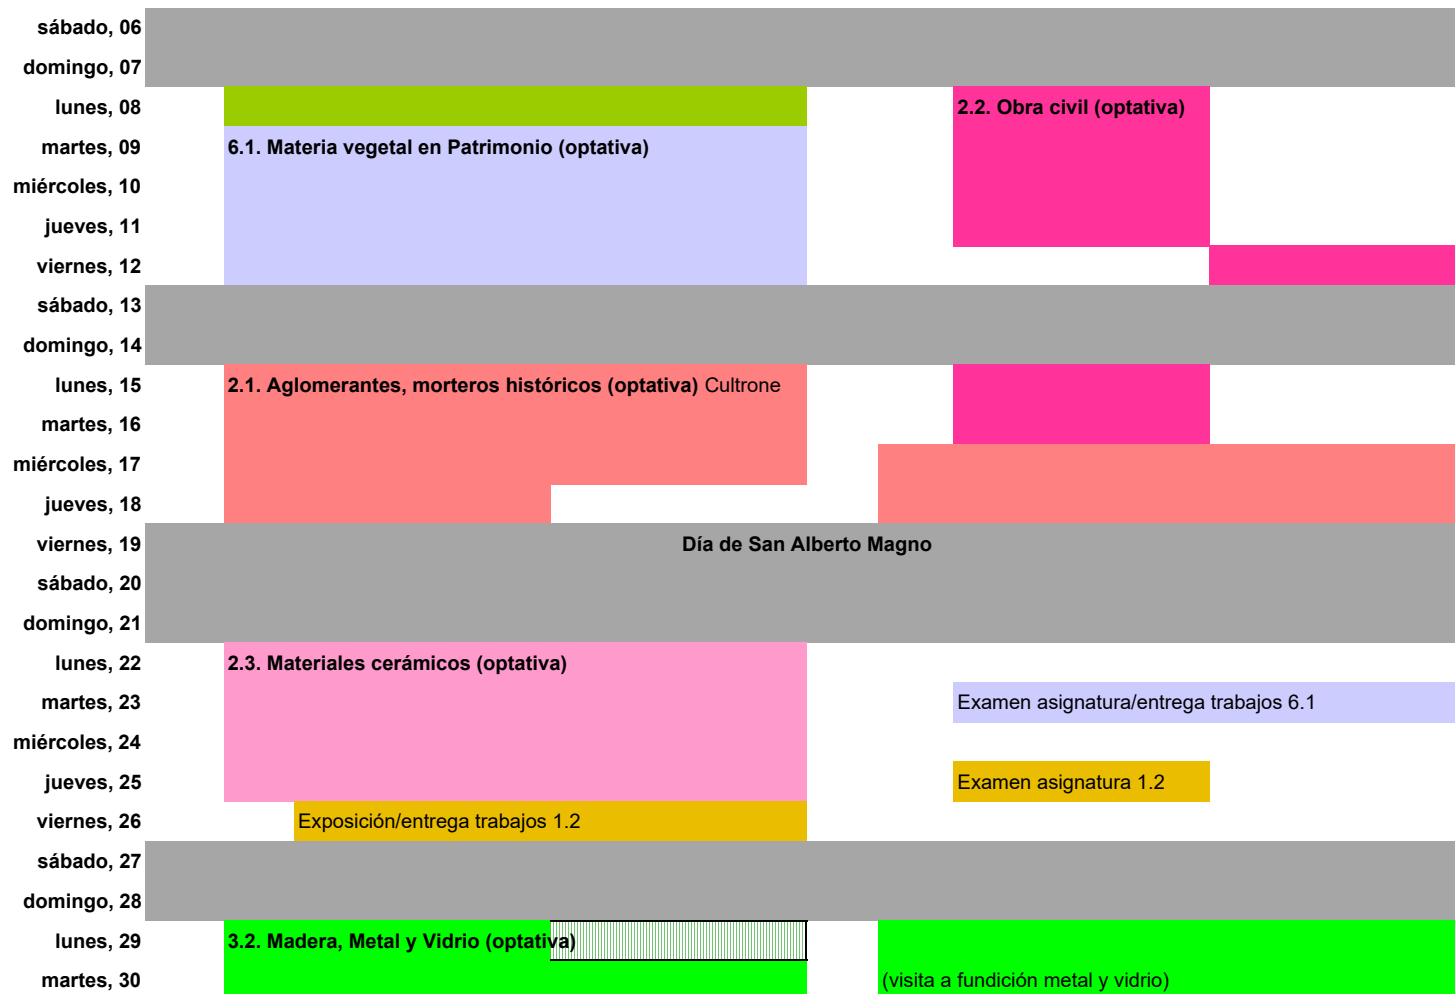 sábado, 06
domingo, 07
lunes, 08 2.2. Obra civil (optativa)
martes, 09 6.1. Materia vegetal en Patrimonio (optativa)
miércoles, 10
jueves, 11
viernes, 12
sábado, 13
domingo, 14
lunes, 15 2.1. Aglomerantes, morteros históricos (optativa) Cultrone
martes, 16
miércoles, 17
jueves, 18
viernes, 19 Día de San Alberto Magno
sábado, 20
domingo, 21
lunes, 22 2.3. Materiales cerámicos (optativa)
martes, 23 Examen asignatura/entrega trabajos 6.1
miércoles, 24
jueves, 25 Examen asignatura 1.2
viernes, 26 Exposición/entrega trabajos 1.2
sábado, 27
domingo, 28
lunes, 29 3.2. Madera, Metal y Vidrio (optativa)
martes, 30 (visita a fundición metal y vidrio)